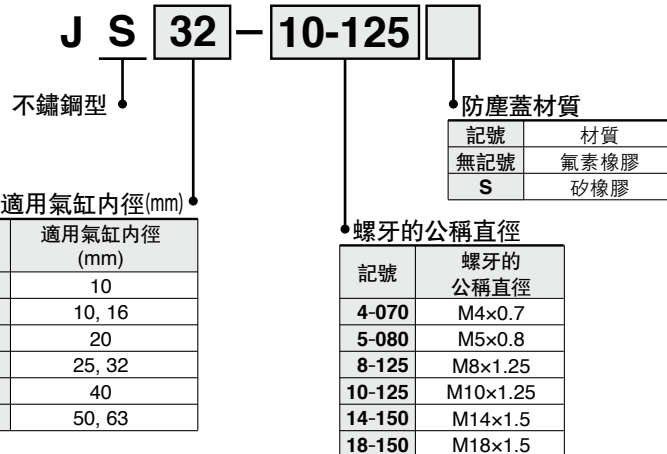 J S 32 – 10-125
不鏽鋼型
防塵蓋材質
記號 材質
無記號 氟素橡膠
S 矽橡膠
適用氣缸內徑(mm)
適用氣缸內徑
(mm)
10
10, 16
20
25, 32
40
50, 63
螺牙的公稱直徑
記號 螺牙的
公稱直徑
4-070 M4×0.7
5-080 M5×0.8
8-125 M8×1.25
10-125 M10×1.25
14-150 M14×1.5
18-150 M18×1.5